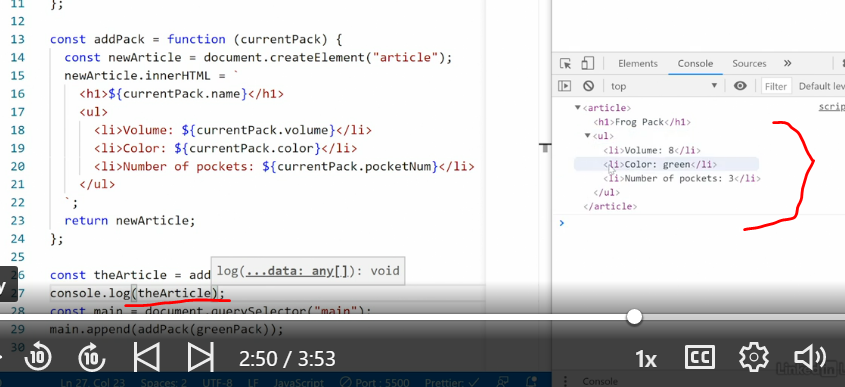 11 };
12
13 const addPack = function (currentPack) {
14 const newArticle = document.createElement("article");
15 newArticle.innerHTML = `
16 <h1>${currentPack.name}</h1>
17 <ul>
18 <li>Volume: ${currentPack.volume}</li>
19 <li>Color: ${currentPack.color}</li>
20 <li>Number of pockets: ${currentPack.pocketNum}</li>
21 </ul>
22 `;
23 return newArticle;
24 };
25
log(...data: any[]): void
26 const theArticle = add
27 console.log(theArticle);
28 const main = document.querySelector("main");
29 main.append(addPack(greenPack));
30
y
10 10 2:50 / 3:53 1x CC
Ln 27, Col 23 Spaces: 2 UTF-8 LF JavaScript Port : 5500 Prettier: ✓
Elements Console Sources »
top Filter Default lev
<article> scrip
<h1>Frog Pack</h1>
<ul>
<li>Volume: 8</li>
<li>Color: green</li>
<li>Number of pockets: 3</li>
</ul>
</article>
>
Linked in
Console